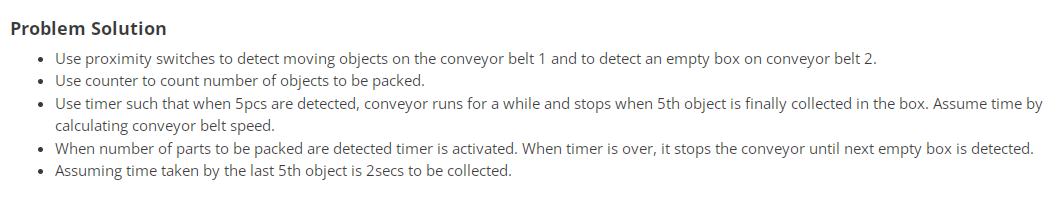 Problem Solution
• Use proximity switches to detect moving objects on the conveyor belt 1 and to detect an empty box on conveyor belt 2.
• Use counter to count number of objects to be packed.
• Use timer such that when 5pcs are detected, conveyor runs for a while and stops when 5th object is finally collected in the box. Assume time by
calculating conveyor belt speed.
• When number of parts to be packed are detected timer is activated. When timer is over, it stops the conveyor until next empty box is detected.
• Assuming time taken by the last 5th object is 2secs to be collected.